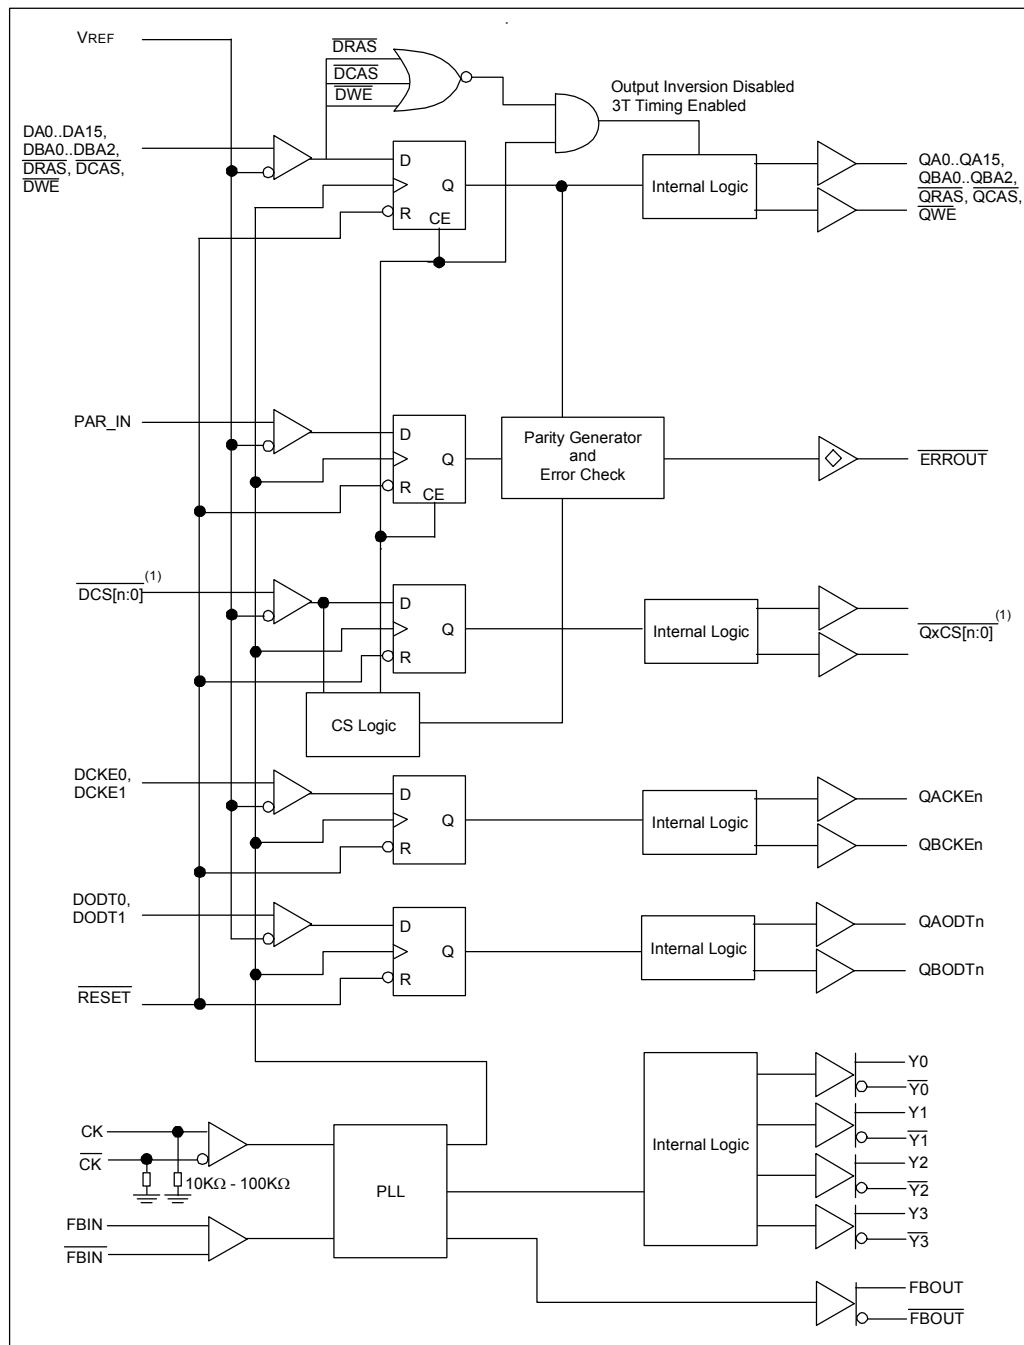 VREF
DRAS
DCAS
DWE
Output Inversion Disabled
3T Timing Enabled
DA0..DA15,
DBA0..DBA2,
DRAS, DCAS,
DWE
D
Q
R
CE
Internal Logic
QA0..QA15,
QBA0..QBA2,
QRAS, QCAS,
QWE
PAR_IN
D
Q
R
CE
Parity Generator
and
Error Check
ERROUT
DCS[n:0](1)
D
Q
R
Internal Logic
QxCS[n:0](1)
CS Logic
DCKE0,
DCKE1
D
Q
R
Internal Logic
QACKEn
QBCKEn
DODT0,
DODT1
D
Q
R
Internal Logic
QAODTn
QBODTn
RESET
CK
CK
10KΩ - 100KΩ
FBIN
FBIN
PLL
Internal Logic
Y0
Y0
Y1
Y1
Y2
Y2
Y3
Y3
FBOUT
FBOUT